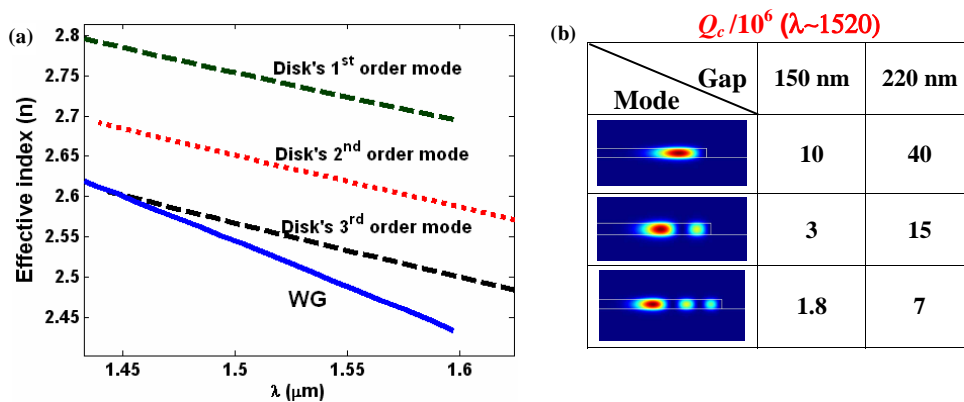 (a)
2.8
2.75
2.7
2.65
2.6
2.55
2.5
2.45
Effective index (n)
Disk's 1st order mode
Disk's 2nd order mode
Disk's 3rd order mode
WG
1.45 1.5 1.55 1.6
λ (μm)
(b)
Qc /10⁶ (λ~1520)
Gap
Mode
150 nm 220 nm
10 40
3 15
1.8 7